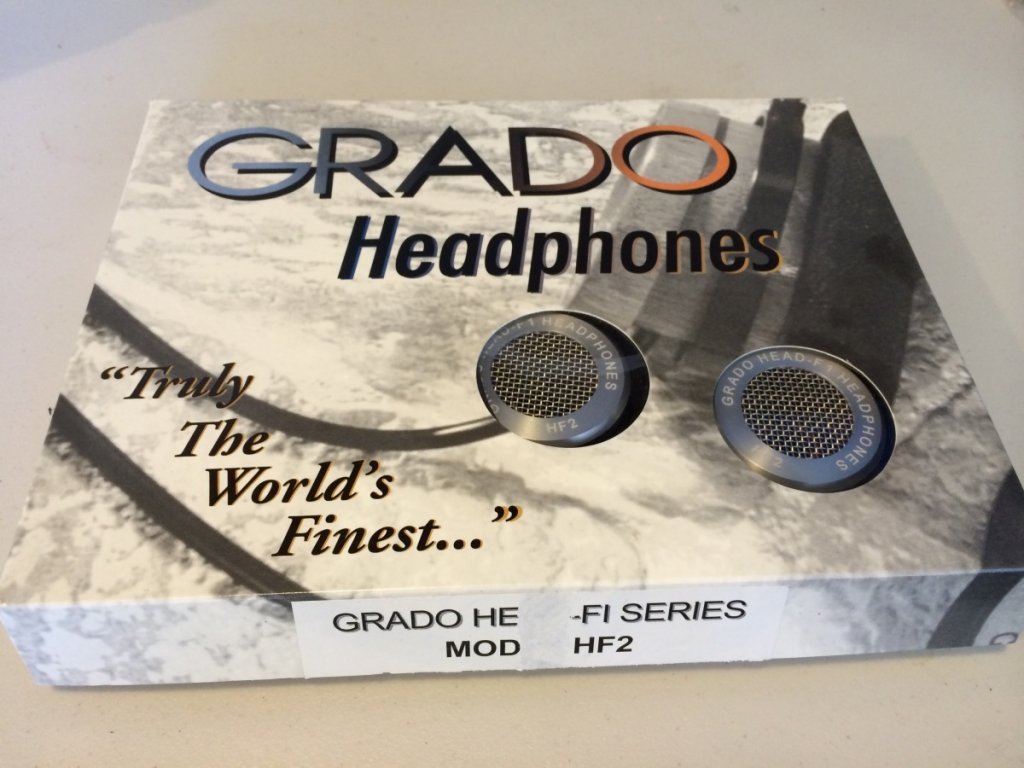 GRADO
Headphones
“Truly
The
World's
Finest...”
HEADPHONES
HF2
GRADO HEAD-FI HEADPHONES
GRADO HE -FI SERIES
MOD HF2